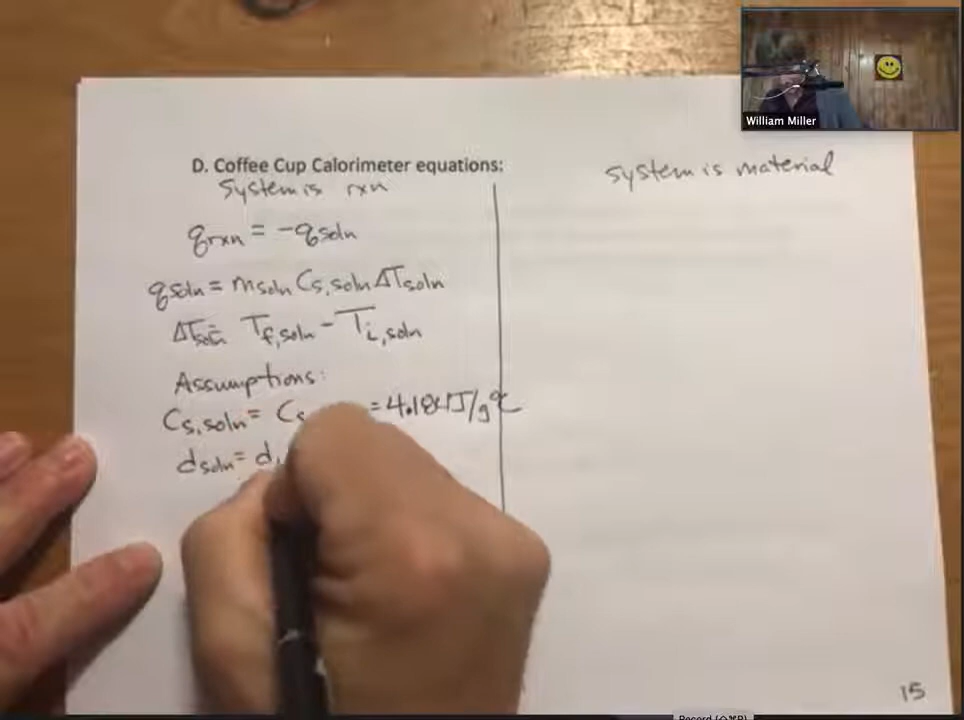 William Miller
D. Coffee Cup Calorimeter equations:
System is rxn
qrxn = -qsoln
qsoln = msoln Cs,soln ΔTsoln
ΔTsoln = Tf,soln - Ti,soln
Assumptions:
Cs,soln = Cs = 4.184J/g°C
dsoln = d
system is material
15